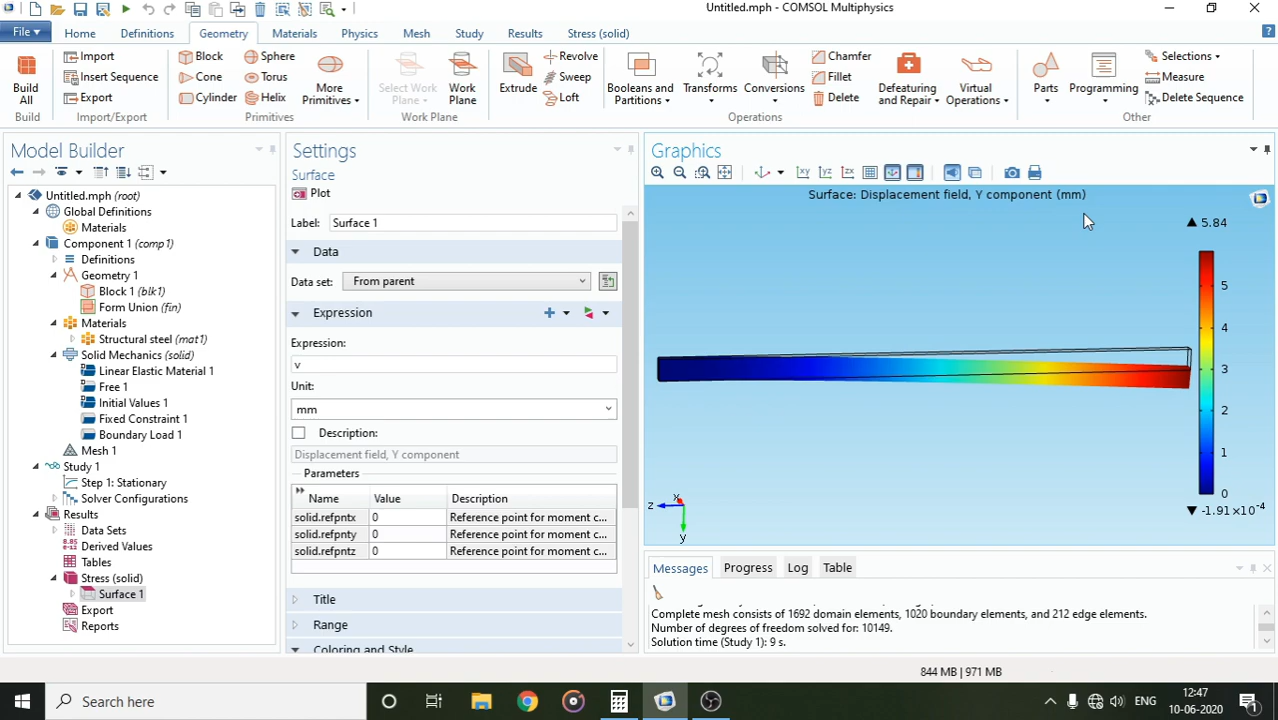 Untitled.mph - COMSOL Multiphysics
File
Home
Definitions
Geometry
Materials
Physics
Mesh
Study
Results
Stress (solid)
Build
All
Build
Import
Insert Sequence
Export
Import/Export
Block
Cone
Cylinder
Sphere
Torus
Helix
More
Primitives
Primitives
Select Work
Plane
Work
Plane
Work Plane
Extrude
Revolve
Sweep
Loft
Booleans and
Partitions
Transforms
Conversions
Chamfer
Fillet
Delete
Defeaturing
and Repair
Virtual
Operations
Operations
Parts
Programming
Selections
Measure
Delete Sequence
Other
Model Builder
Untitled.mph (root)
Global Definitions
Materials
Component 1 (comp1)
Definitions
Geometry 1
Block 1 (blk1)
Form Union (fin)
Materials
Structural steel (mat1)
Solid Mechanics (solid)
Linear Elastic Material 1
Free 1
Initial Values 1
Fixed Constraint 1
Boundary Load 1
Mesh 1
Study 1
Step 1: Stationary
Solver Configurations
Results
Data Sets
8.85
e-12
Derived Values
Tables
Stress (solid)
Surface 1
Export
Reports
Settings
Surface
Plot
Label: Surface 1
Data
Data set: From parent
Expression
Expression:
v
Unit:
mm
Description:
Displacement field, Y component
Parameters
Name Value Description
solid.refpntx 0 Reference point for moment c...
solid.refpnty 0 Reference point for moment c...
solid.refpntz 0 Reference point for moment c...
Title
Range
Coloring and Style
Graphics
xy
yz
zx
Surface: Displacement field, Y component (mm)
▲ 5.84
5
4
3
2
1
0
▼ -1.91×10⁻⁴
x
z
y
Messages
Progress
Log
Table
Complete mesh consists of 1692 domain elements, 1020 boundary elements, and 212 edge elements.
Number of degrees of freedom solved for: 10149.
Solution time (Study 1): 9 s.
844 MB | 971 MB
Search here
ENG
12:47
10-06-2020
1